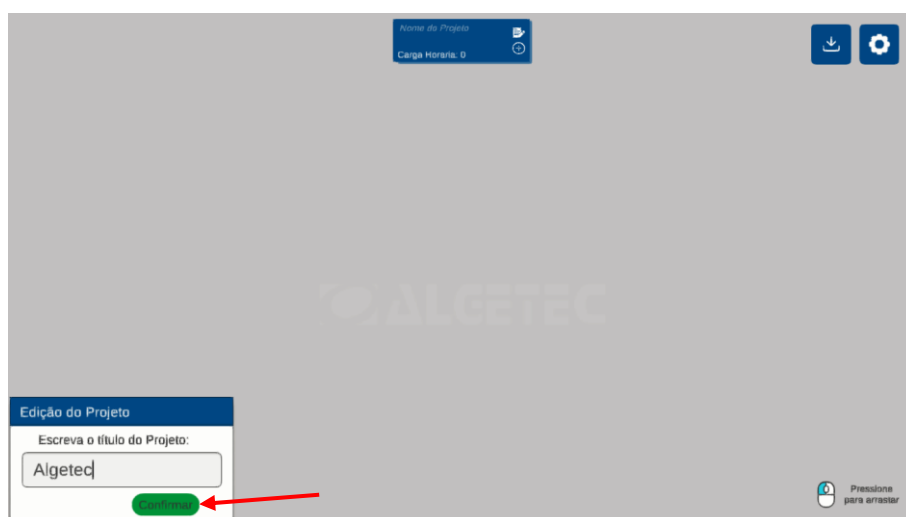 Nome do Projeto
Carga Horaria: 0
ALGETEC
Edição do Projeto
Escreva o título do Projeto:
Algetec
Confirmar
Pressione
para arrastar